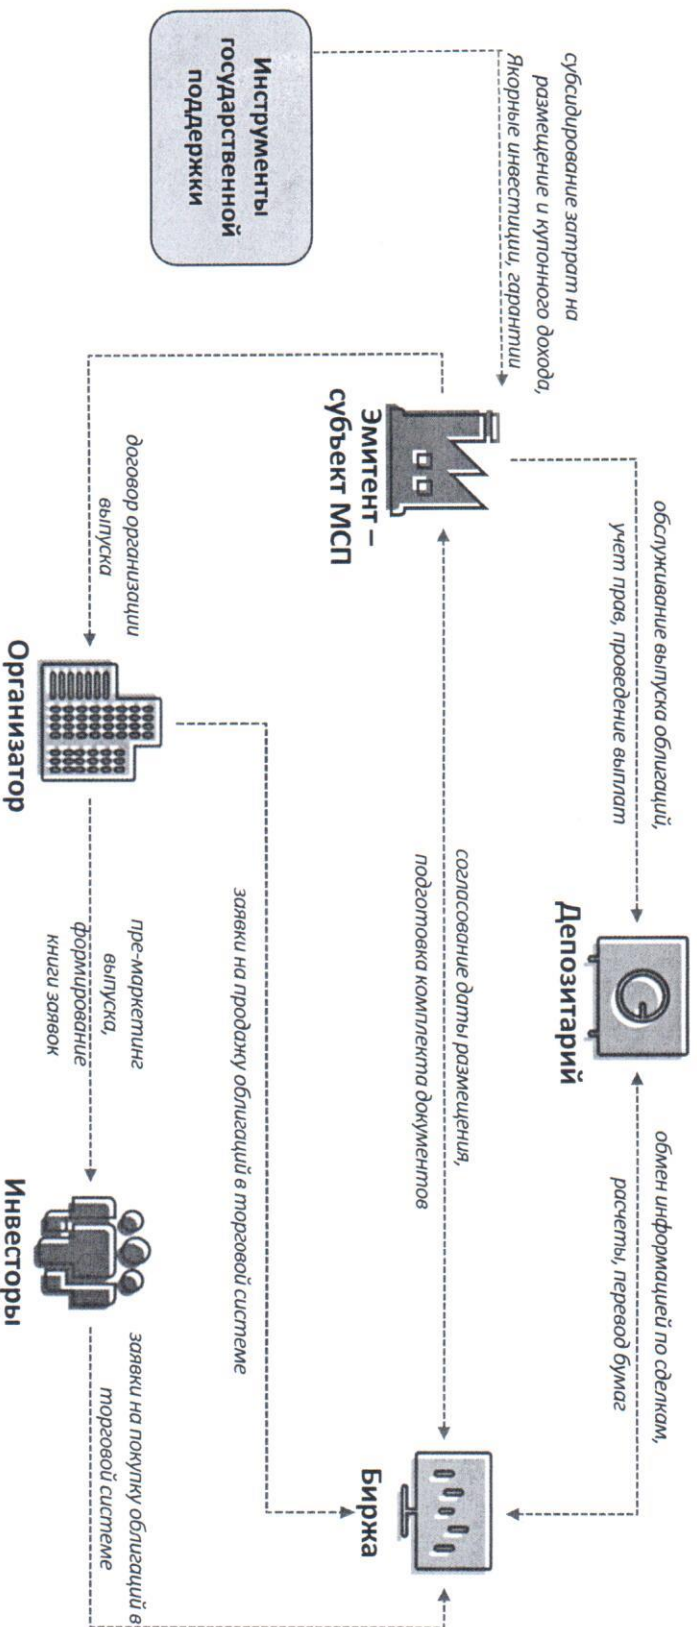 субсидирование затрат на
размещение и купонного дохода,
Якорные инвестиции, гарантии
Инструменты
государственной
поддержки
обслуживание выпуска облигаций,
учет прав, проведение выплат
Депозитарий
обмен информацией по сделкам,
расчеты, перевод бумаг
Эмитент –
субъект МСП
согласование даты размещения,
подготовка комплекта документов
Биржа
договор организации
выпуска
заявки на продажу облигаций в торговой системе
Организатор
пре-маркетинг
выпуска,
формирование
книги заявок
Инвесторы
заявки на покупку облигаций в
торговой системе